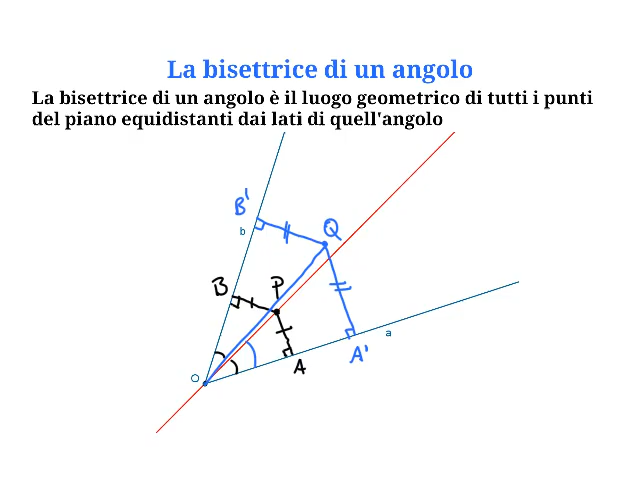 La bisettrice di un angolo
La bisettrice di un angolo è il luogo geometrico di tutti i punti
del piano equidistanti dai lati di quell'angolo
B'
Q
b
B
P
a
A'
A
O